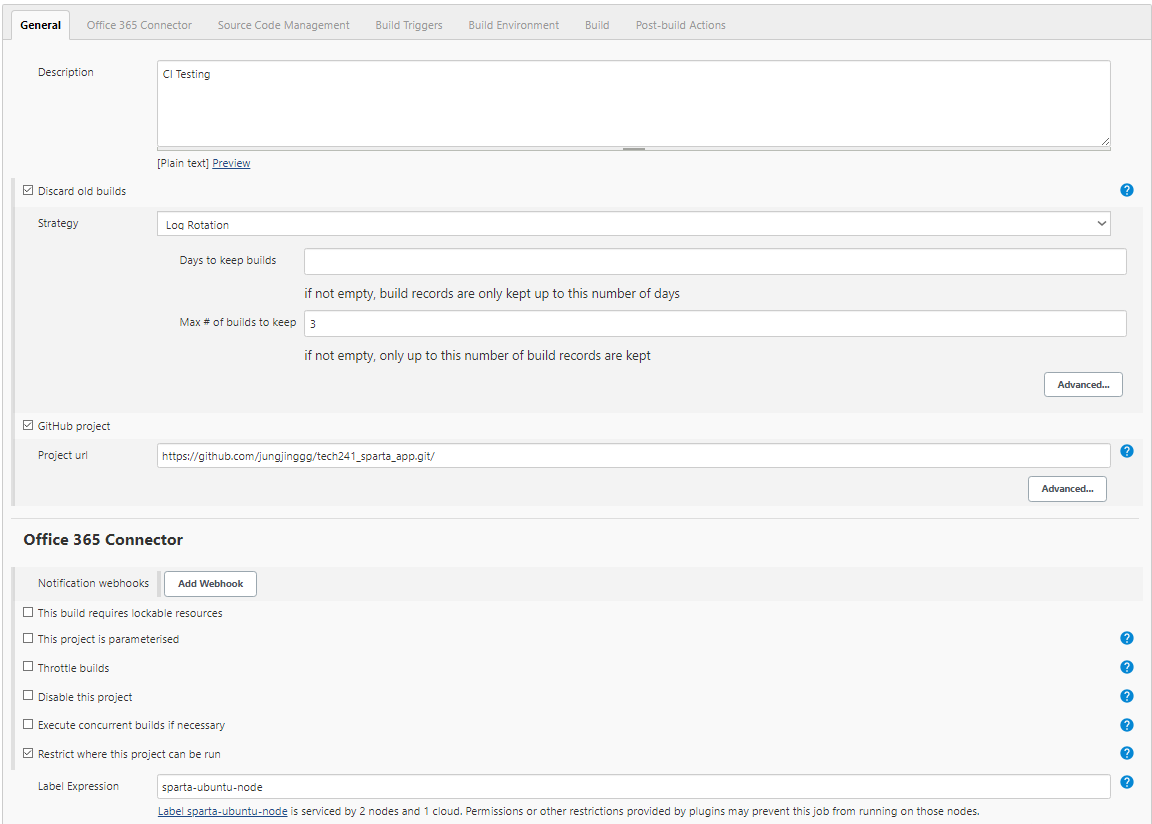 General Office 365 Connector Source Code Management Build Triggers Build Environment Build Post-build Actions
Description
CI Testing
[Plain text] Preview
Discard old builds
Strategy
Log Rotation
Days to keep builds
if not empty, build records are only kept up to this number of days
Max # of builds to keep
3
if not empty, only up to this number of build records are kept
Advanced...
GitHub project
Project url
https://github.com/jungjinggg/tech241_sparta_app.git/
Advanced...
Office 365 Connector
Notification webhooks
Add Webhook
This build requires lockable resources
This project is parameterised
Throttle builds
Disable this project
Execute concurrent builds if necessary
Restrict where this project can be run
Label Expression
sparta-ubuntu-node
Label sparta-ubuntu-node is serviced by 2 nodes and 1 cloud. Permissions or other restrictions provided by plugins may prevent this job from running on those nodes.